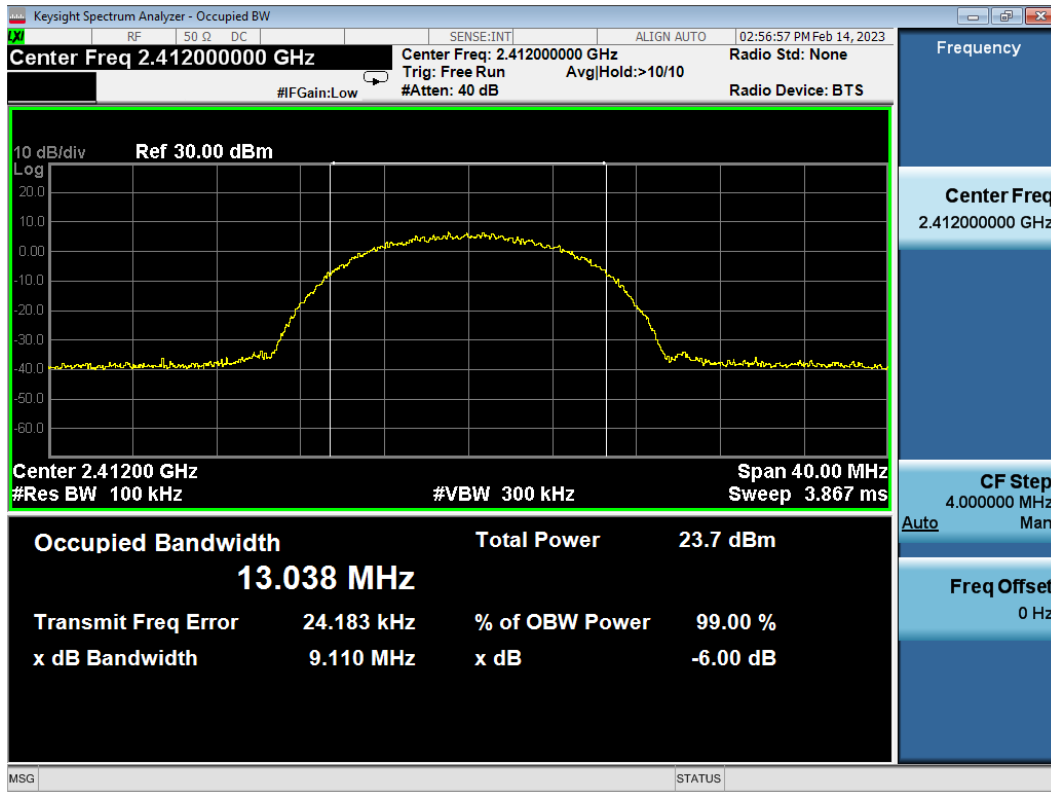 Keysight Spectrum Analyzer - Occupied BW
LXI RF 50 Ω DC SENSE:INT ALIGN AUTO 02:56:57 PM Feb 14, 2023
Center Freq 2.412000000 GHz
Center Freq: 2.412000000 GHz Radio Std: None
Trig: Free Run Avg|Hold:>10/10
#IFGain:Low #Atten: 40 dB Radio Device: BTS
10 dB/div Ref 30.00 dBm
Log
20.0
10.0
0.00
-10.0
-20.0
-30.0
-40.0
-50.0
-60.0
Center 2.41200 GHz Span 40.00 MHz
#Res BW 100 kHz #VBW 300 kHz Sweep 3.867 ms
Occupied Bandwidth Total Power 23.7 dBm
13.038 MHz
Transmit Freq Error 24.183 kHz % of OBW Power 99.00 %
x dB Bandwidth 9.110 MHz x dB -6.00 dB
MSG STATUS
Frequency
Center Freq
2.412000000 GHz
CF Step
4.000000 MHz
Auto Man
Freq Offset
0 Hz